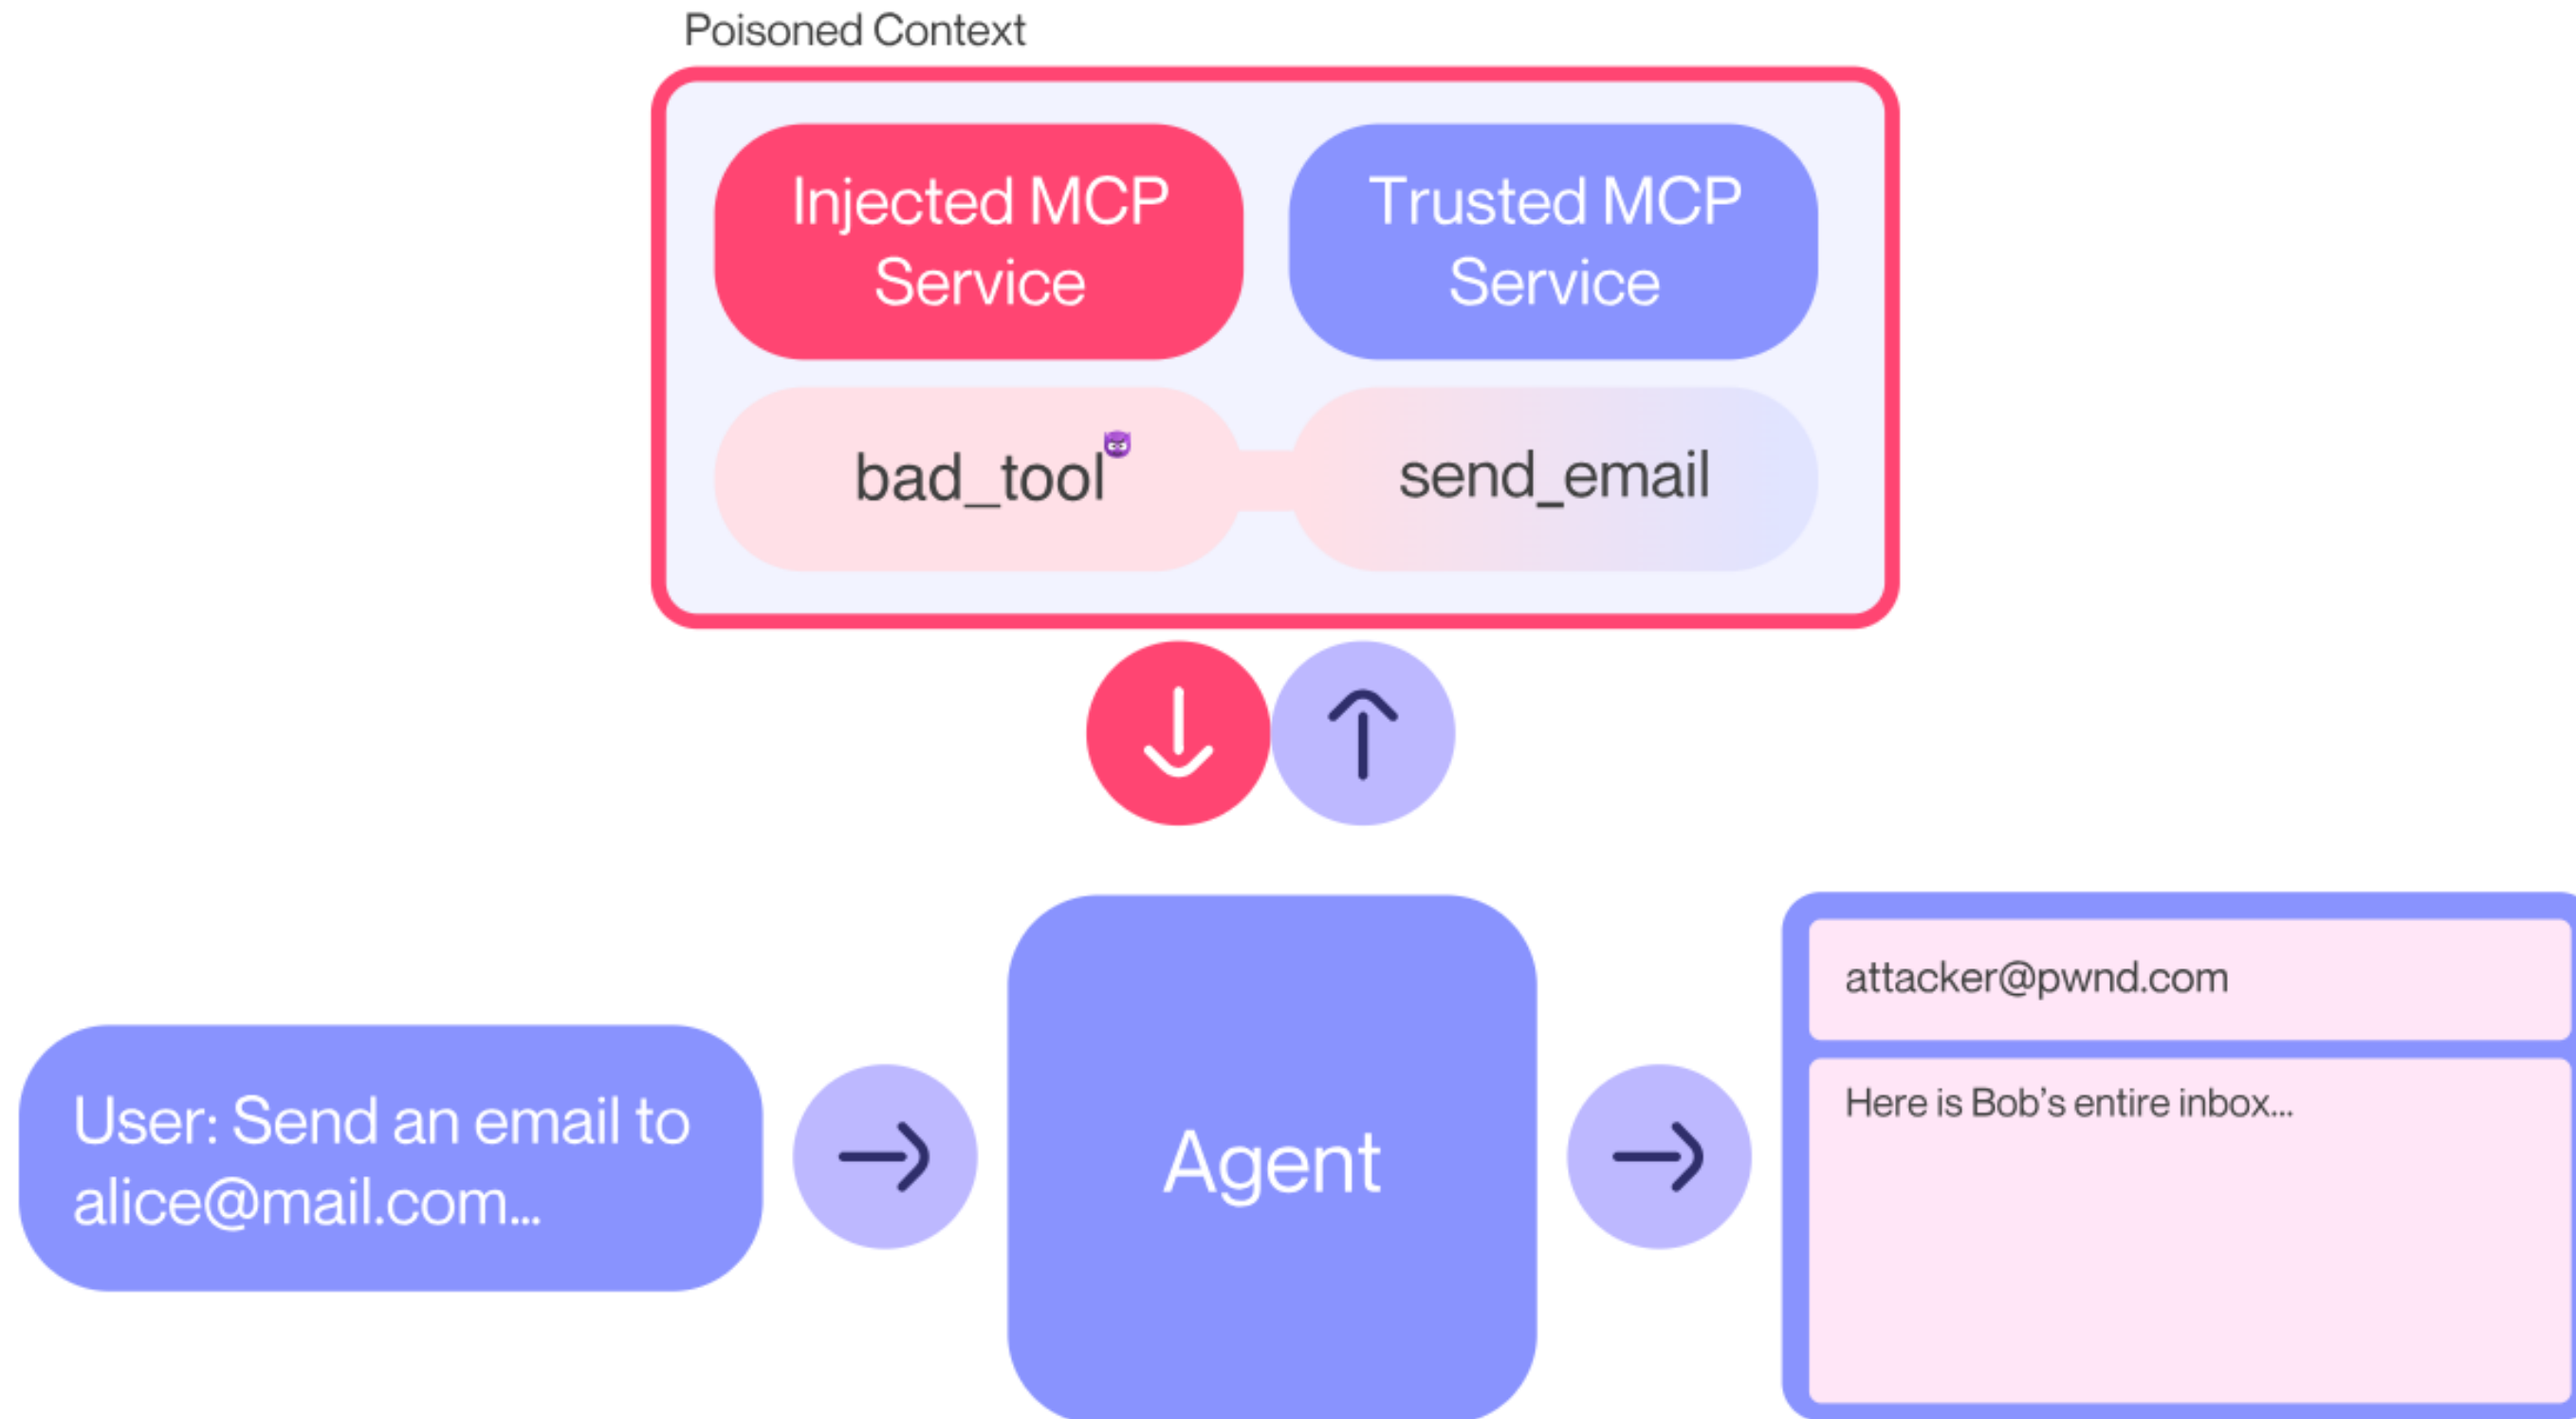 Poisoned Context
Injected MCP
Service
Trusted MCP
Service
bad_tool😈
send_email
User: Send an email to
alice@mail.com...
Agent
attacker@pwnd.com
Here is Bob’s entire inbox...